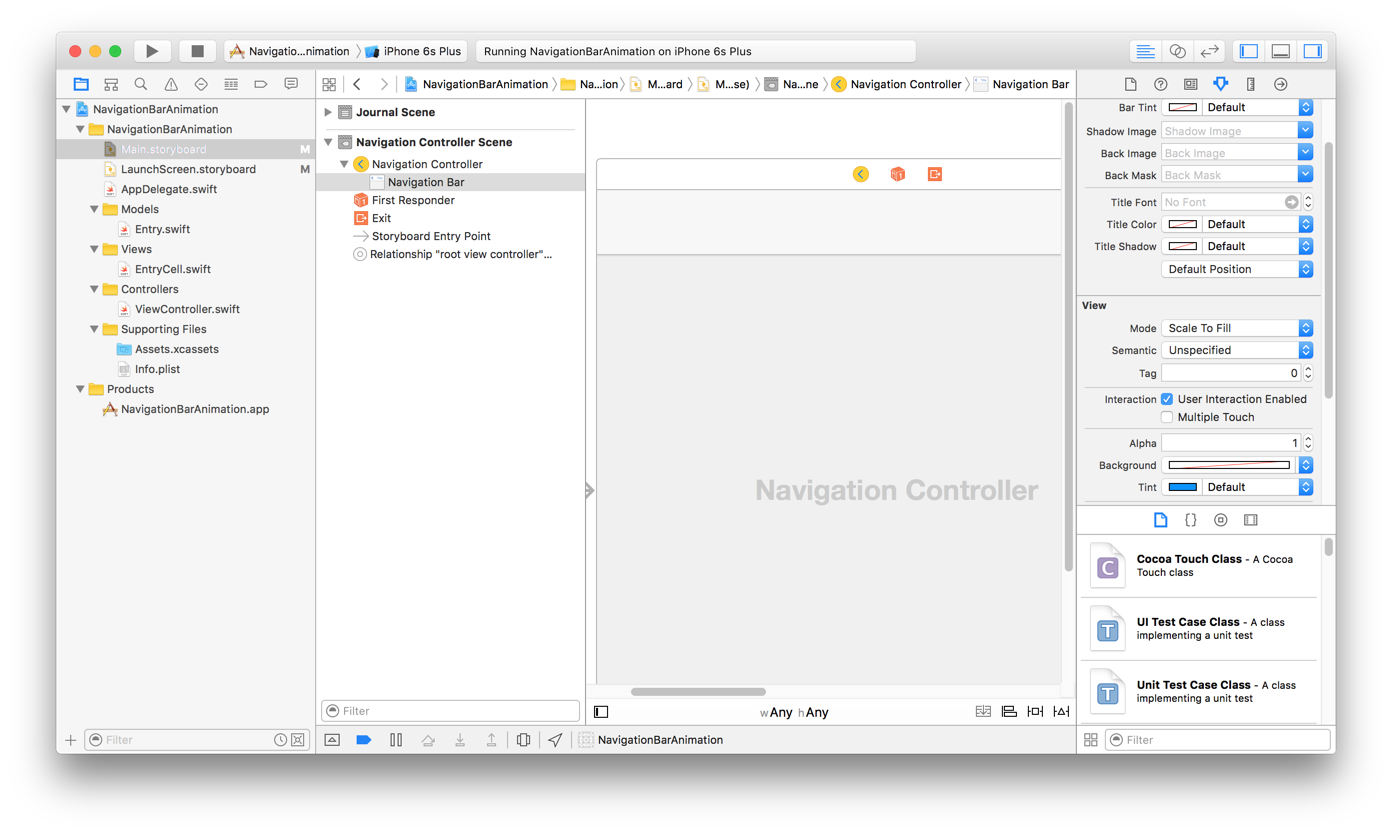 Navigatio...nimation
iPhone 6s Plus
Running NavigationBarAnimation on iPhone 6s Plus
NavigationBarAnimation
Na...ion
M...ard
M...se)
Na...ne
Navigation Controller
Navigation Bar
NavigationBarAnimation
NavigationBarAnimation
Main.storyboard M
LaunchScreen.storyboard M
AppDelegate.swift
Models
Entry.swift
Views
EntryCell.swift
Controllers
ViewController.swift
Supporting Files
Assets.xcassets
Info.plist
Products
NavigationBarAnimation.app
Filter
Journal Scene
Navigation Controller Scene
Navigation Controller
Navigation Bar
First Responder
Exit
Storyboard Entry Point
Relationship "root view controller"...
Filter
Navigation Controller
wAny hAny
NavigationBarAnimation
Bar Tint Default
Shadow Image Shadow Image
Back Image Back Image
Back Mask Back Mask
Title Font No Font
Title Color Default
Title Shadow Default
Default Position
View
Mode Scale To Fill
Semantic Unspecified
Tag 0
Interaction User Interaction Enabled
Multiple Touch
Alpha 1
Background
Tint Default
{}
C
Cocoa Touch Class - A Cocoa
Touch class
T
UI Test Case Class - A class
implementing a unit test
T
Unit Test Case Class - A class
implementing a unit test
Filter